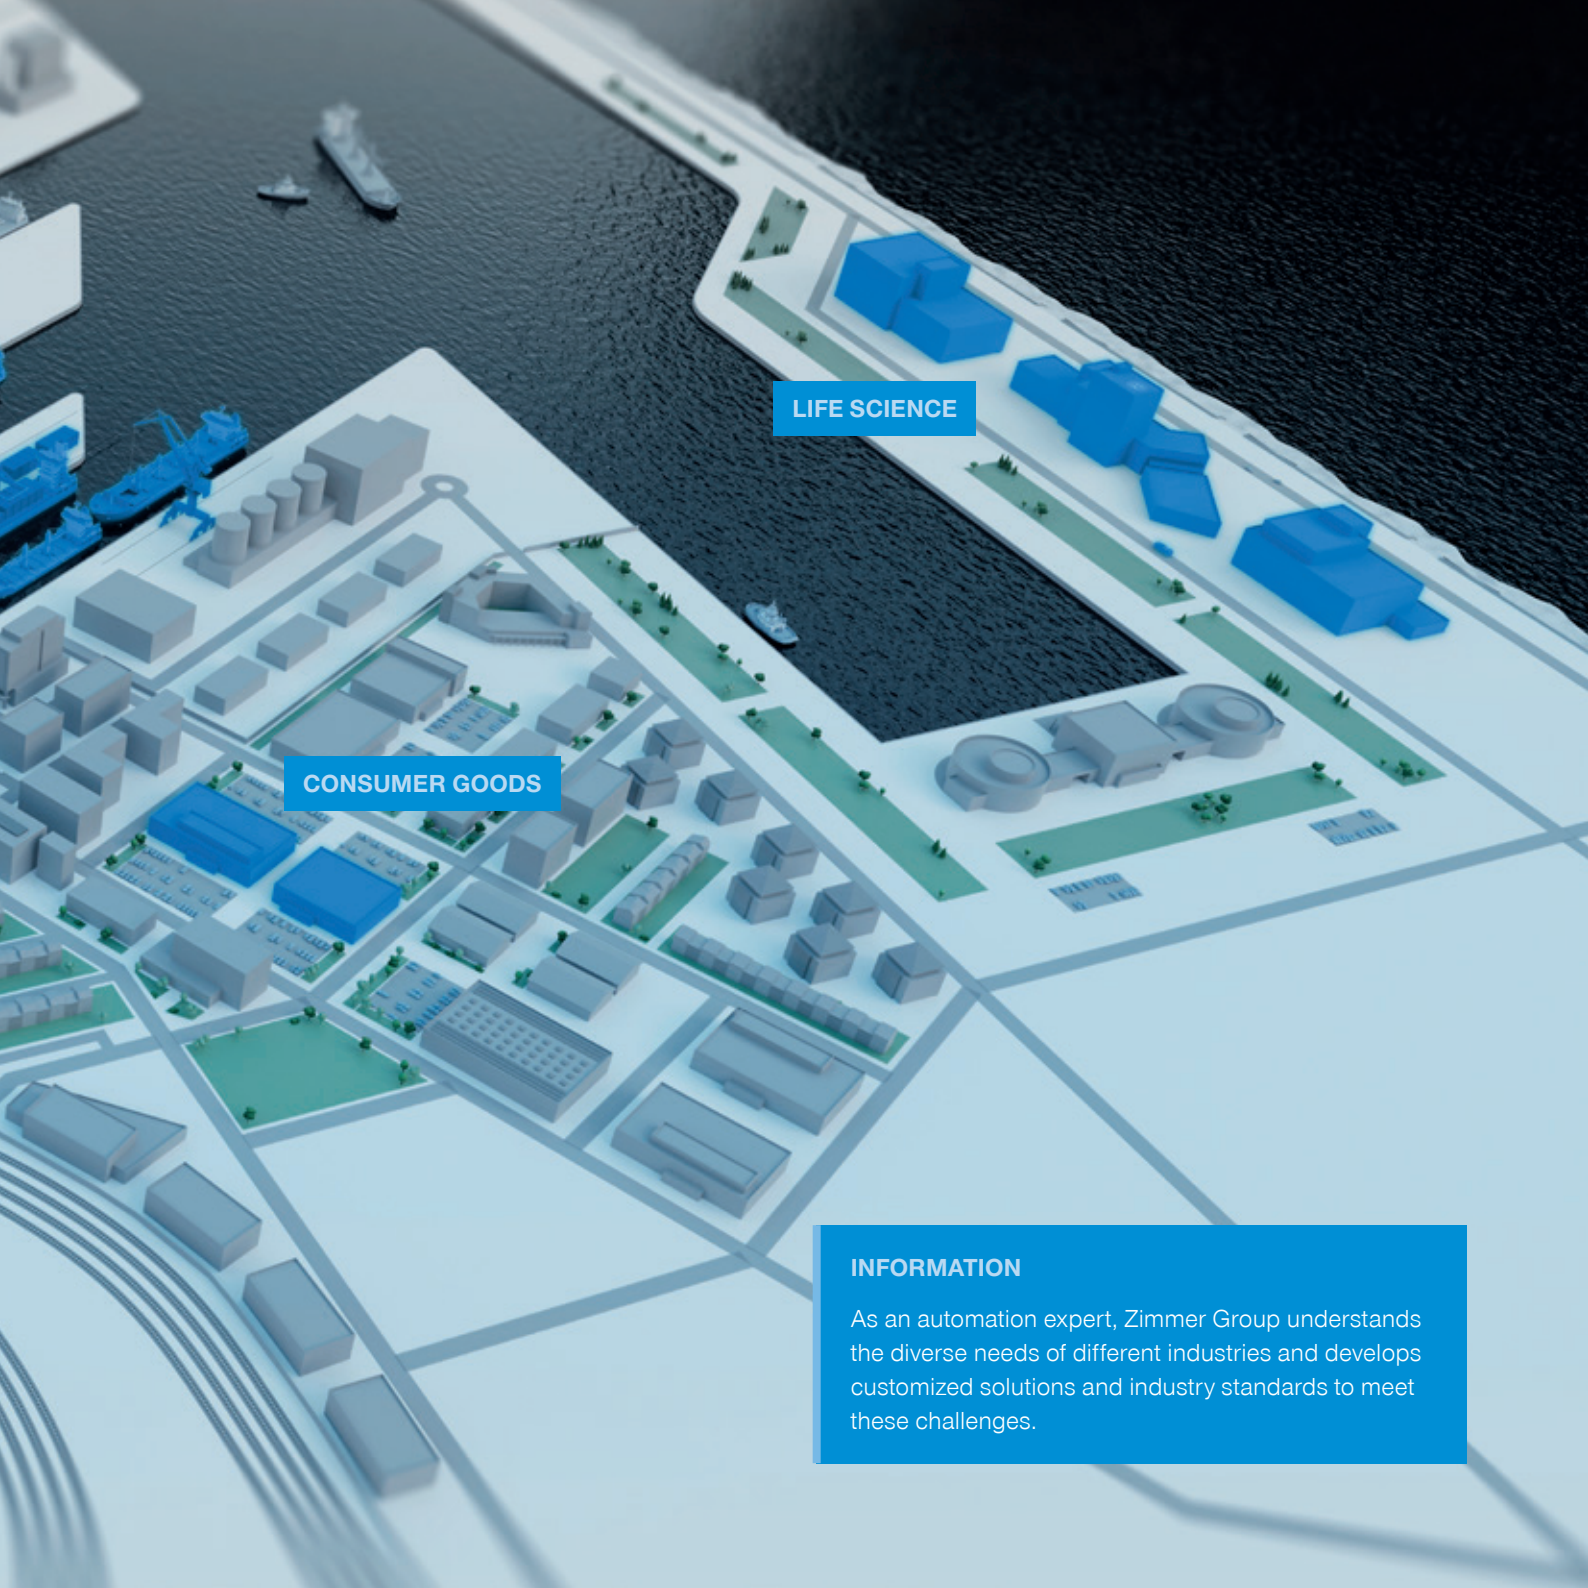 LIFE SCIENCE
CONSUMER GOODS
INFORMATION
As an automation expert, Zimmer Group understands
the diverse needs of different industries and develops
customized solutions and industry standards to meet
these challenges.